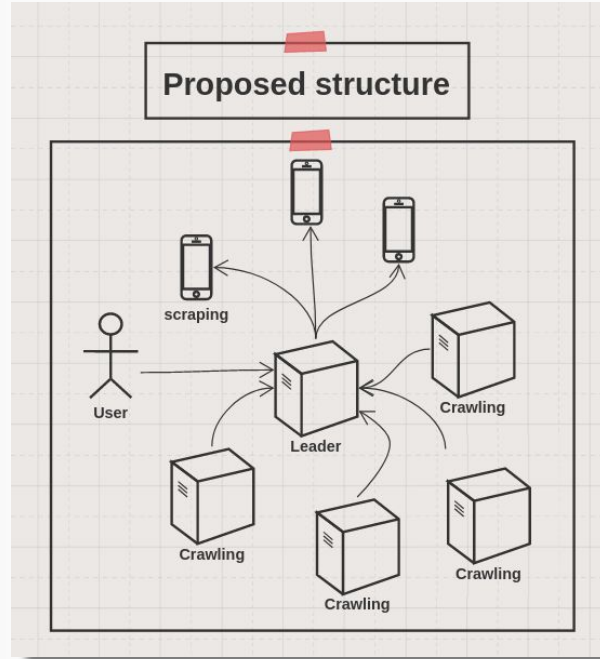 Proposed structure
scraping
User
Crawling
Leader
Crawling
Crawling
Crawling